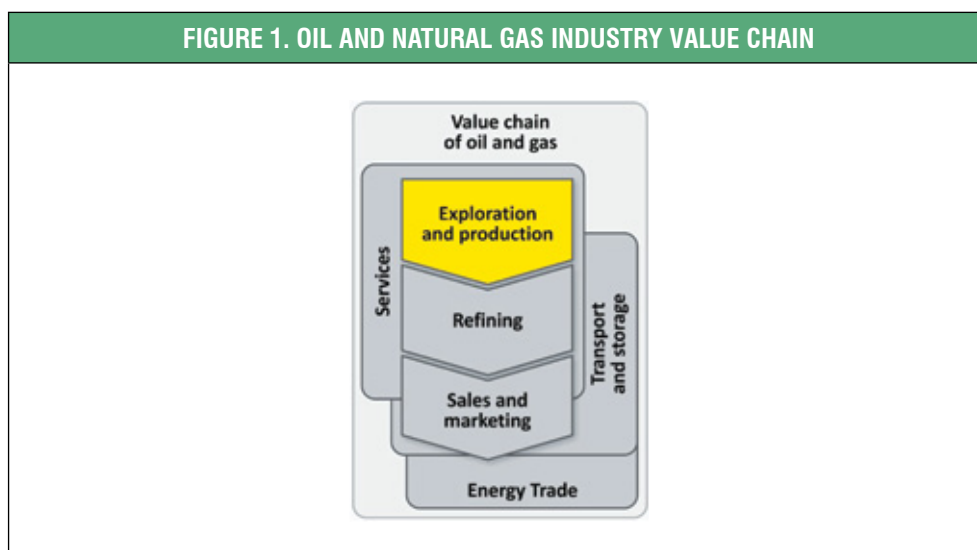 FIGURE 1. OIL AND NATURAL GAS INDUSTRY VALUE CHAIN
Value chain
of oil and gas
Exploration
and production
Services
Refining
Transport
and storage
Sales and
marketing
Energy Trade